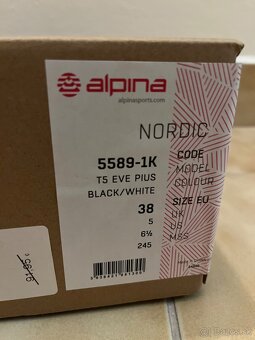 alpina
alpinasports.com
NORDIC
5589-1K CODE
T5 EVE PlUS MODEL
BLACK/WHITE COLOUR
38 SIZE EU
5 UK
6½ US
245 MSS